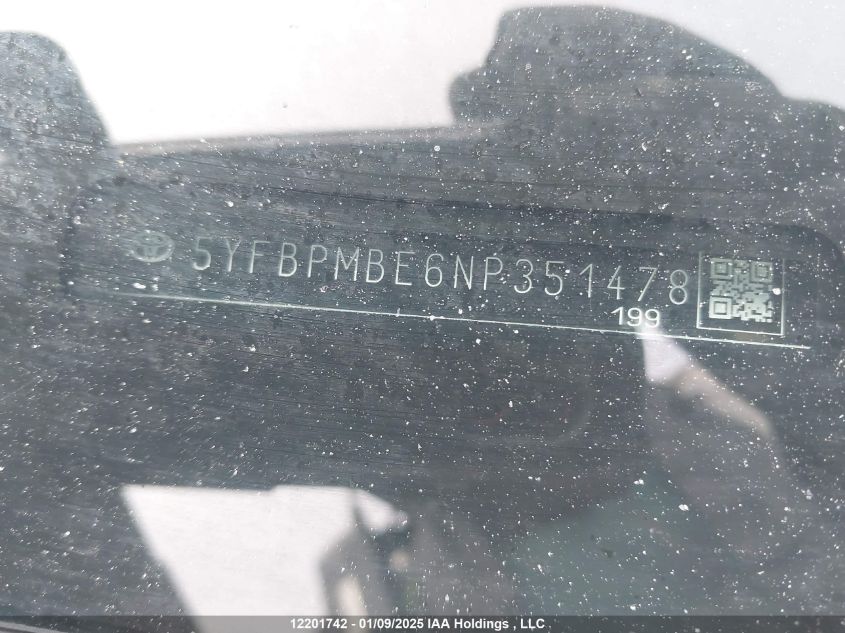 5YFBPMBE6NP351478
199
12201742 - 01/09/2025 IAA Holdings , LLC